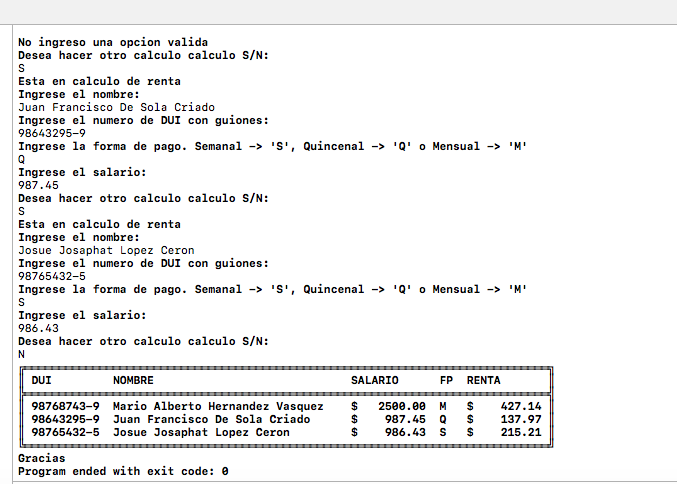 No ingreso una opcion valida
Desea hacer otro calculo calculo S/N:
S
Esta en calculo de renta
Ingrese el nombre:
Juan Francisco De Sola Criado
Ingrese el numero de DUI con guiones:
98643295-9
Ingrese la forma de pago. Semanal -> 'S', Quincenal -> 'Q' o Mensual -> 'M'
Q
Ingrese el salario:
987.45
Desea hacer otro calculo calculo S/N:
S
Esta en calculo de renta
Ingrese el nombre:
Josue Josaphat Lopez Ceron
Ingrese el numero de DUI con guiones:
98765432-5
Ingrese la forma de pago. Semanal -> 'S', Quincenal -> 'Q' o Mensual -> 'M'
S
Ingrese el salario:
986.43
Desea hacer otro calculo calculo S/N:
N
DUI NOMBRE SALARIO FP RENTA
98768743-9 Mario Alberto Hernandez Vasquez $ 2500.00 M $ 427.14
98643295-9 Juan Francisco De Sola Criado $ 987.45 Q $ 137.97
98765432-5 Josue Josaphat Lopez Ceron $ 986.43 S $ 215.21
Gracias
Program ended with exit code: 0